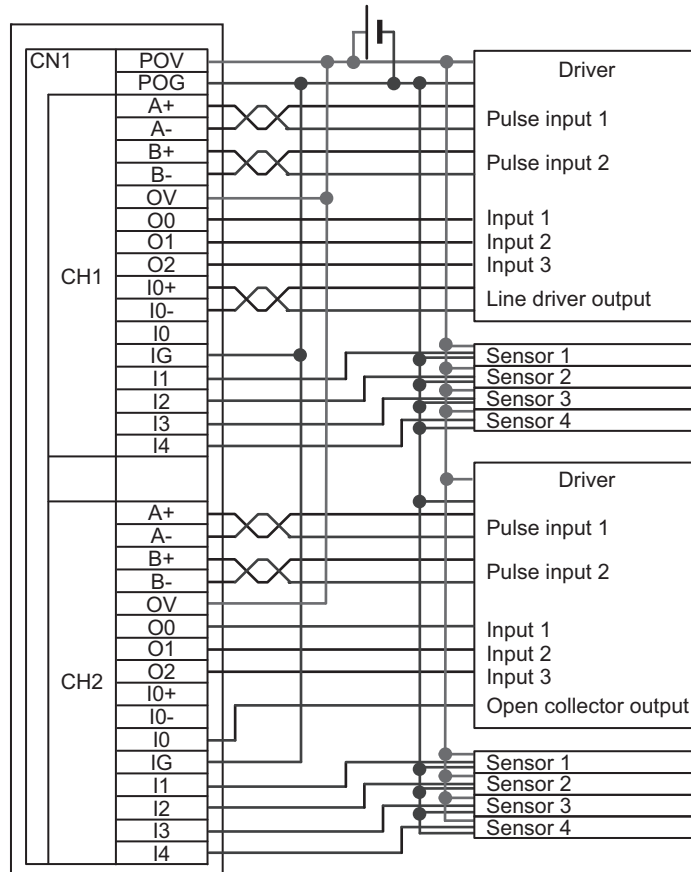 CN1
POV
POG
CH1
A+
A-
B+
B-
OV
O0
O1
O2
I0+
I0-
I0
IG
I1
I2
I3
I4
Driver
Pulse input 1
Pulse input 2
Input 1
Input 2
Input 3
Line driver output
Sensor 1
Sensor 2
Sensor 3
Sensor 4
CH2
A+
A-
B+
B-
OV
O0
O1
O2
I0+
I0-
I0
IG
I1
I2
I3
I4
Driver
Pulse input 1
Pulse input 2
Input 1
Input 2
Input 3
Open collector output
Sensor 1
Sensor 2
Sensor 3
Sensor 4